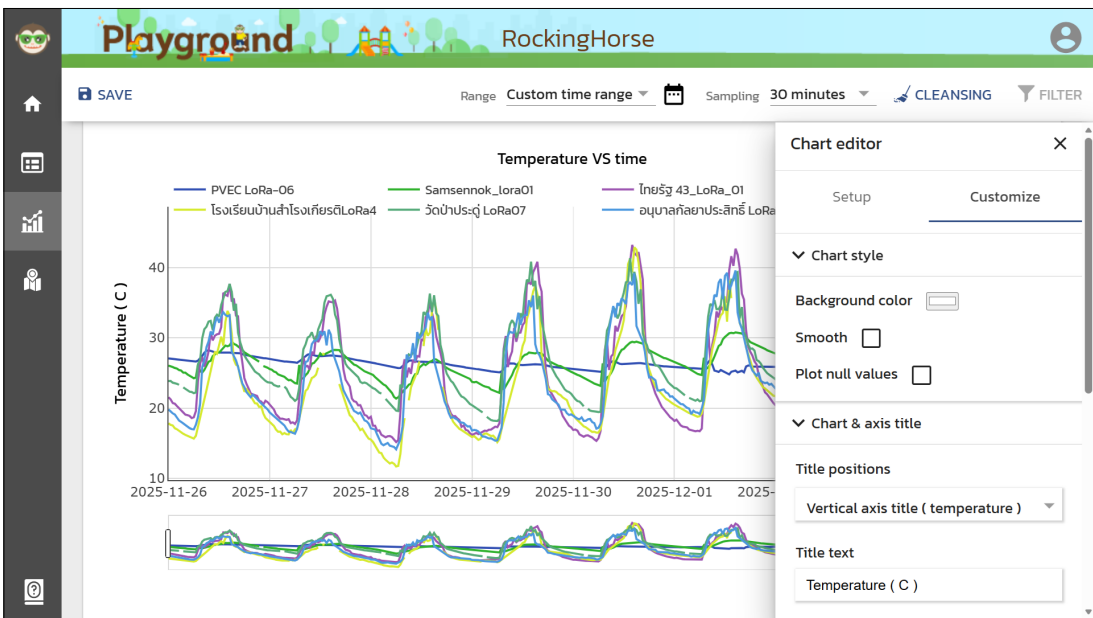 Playground
RockingHorse
SAVE
Range Custom time range
Sampling 30 minutes
CLEANSING
FILTER
Temperature VS time
PVEC LoRa-06
Samsennok_lora01
ไทยรัฐ 43_LoRa_01
โรงเรียนบ้านสำโรงเกียรติLoRa4
วัดป่าประดู่ LoRa07
อนุบาลกัลยาประสิทธิ์ LoRa
Temperature ( C )
40
30
20
10
2025-11-26
2025-11-27
2025-11-28
2025-11-29
2025-11-30
2025-12-01
2025-
Chart editor
Setup
Customize
Chart style
Background color
Smooth
Plot null values
Chart & axis title
Title positions
Vertical axis title ( temperature )
Title text
Temperature ( C )